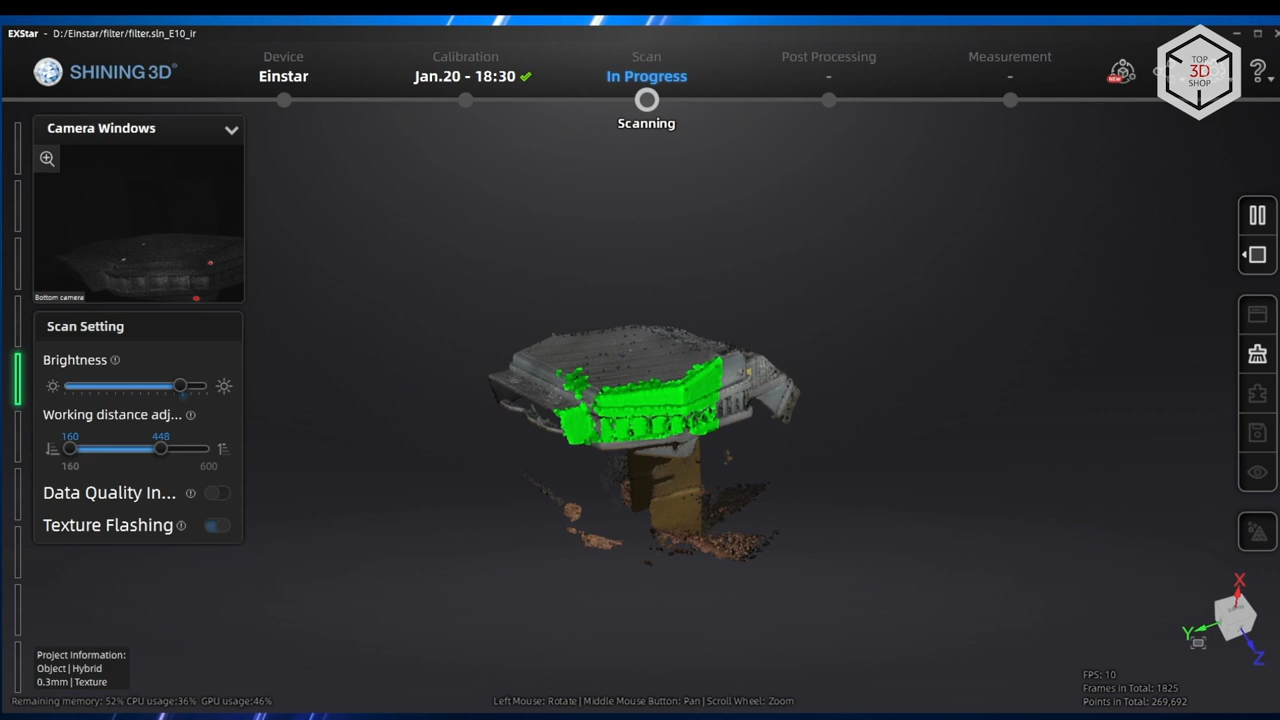 EXStar - D:/EInstar/filter/filter.sln_E10_ir
SHINING 3D®
Device
Einstar
Calibration
Jan.20 - 18:30
Scan
In Progress
Scanning
Post Processing
-
Measurement
-
NEW
TOP
3D
SHOP
?
Camera Windows
Bottom camera
Scan Setting
Brightness
Working distance adj...
160
448
160
600
Data Quality In...
Texture Flashing
X
Y
Z
Project Information:
Object | Hybrid
0.3mm | Texture
FPS: 10
Frames in Total: 1825
Points in Total: 269,692
Remaining memory: 52% CPU usage:36% GPU usage:46%
Left Mouse: Rotate | Middle Mouse Button: Pan | Scroll Wheel: Zoom